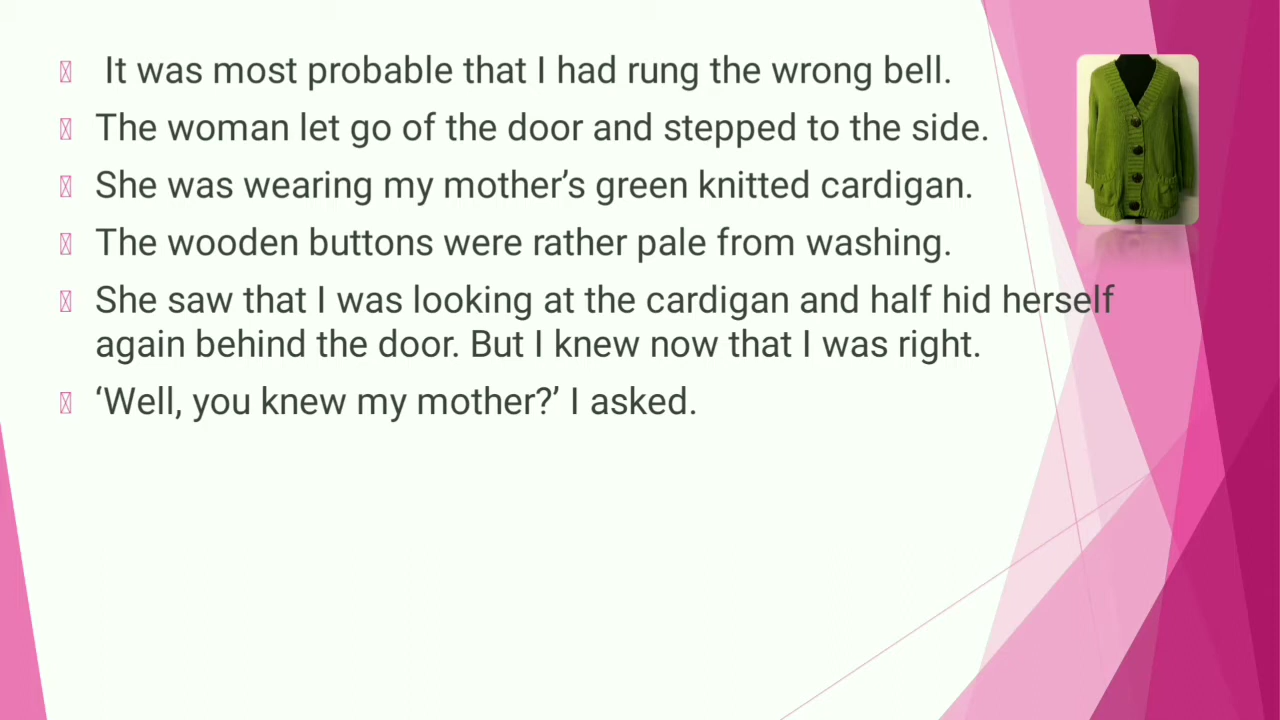 It was most probable that I had rung the wrong bell.
The woman let go of the door and stepped to the side.
She was wearing my mother’s green knitted cardigan.
The wooden buttons were rather pale from washing.
She saw that I was looking at the cardigan and half hid herself
again behind the door. But I knew now that I was right.
‘Well, you knew my mother?’ I asked.